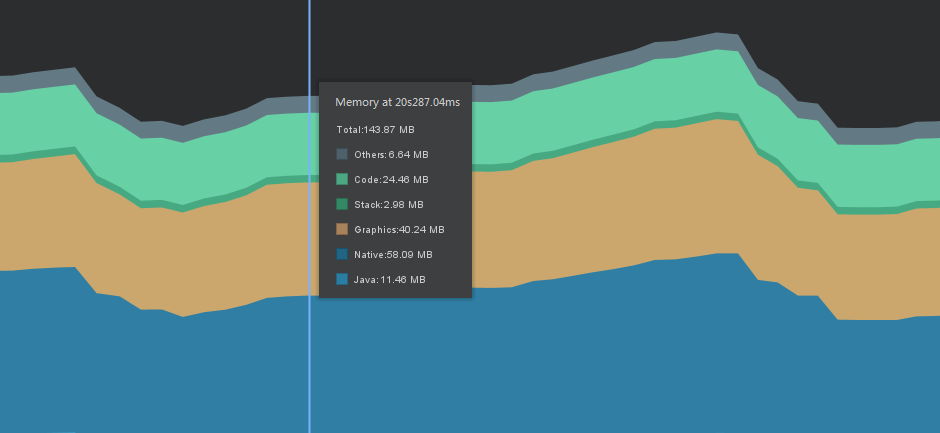 Memory at 20s287.04ms
Total:143.87 MB
Others: 6.64 MB
Code:24.46 MB
Stack:2.98 MB
Graphics:40.24 MB
Native:58.09 MB
Java:11.46 MB